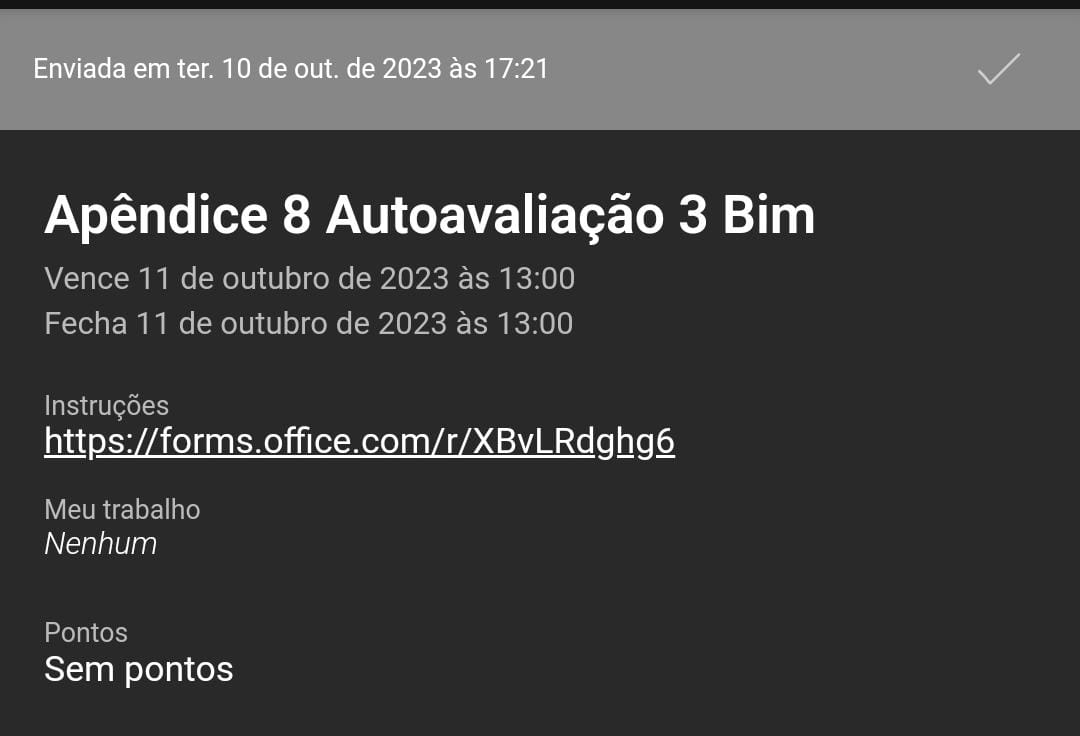 Enviada em ter. 10 de out. de 2023 às 17:21
Apêndice 8 Autoavaliação 3 Bim
Vence 11 de outubro de 2023 às 13:00
Fecha 11 de outubro de 2023 às 13:00
Instruções
https://forms.office.com/r/XBvLRdghg6
Meu trabalho
Nenhum
Pontos
Sem pontos